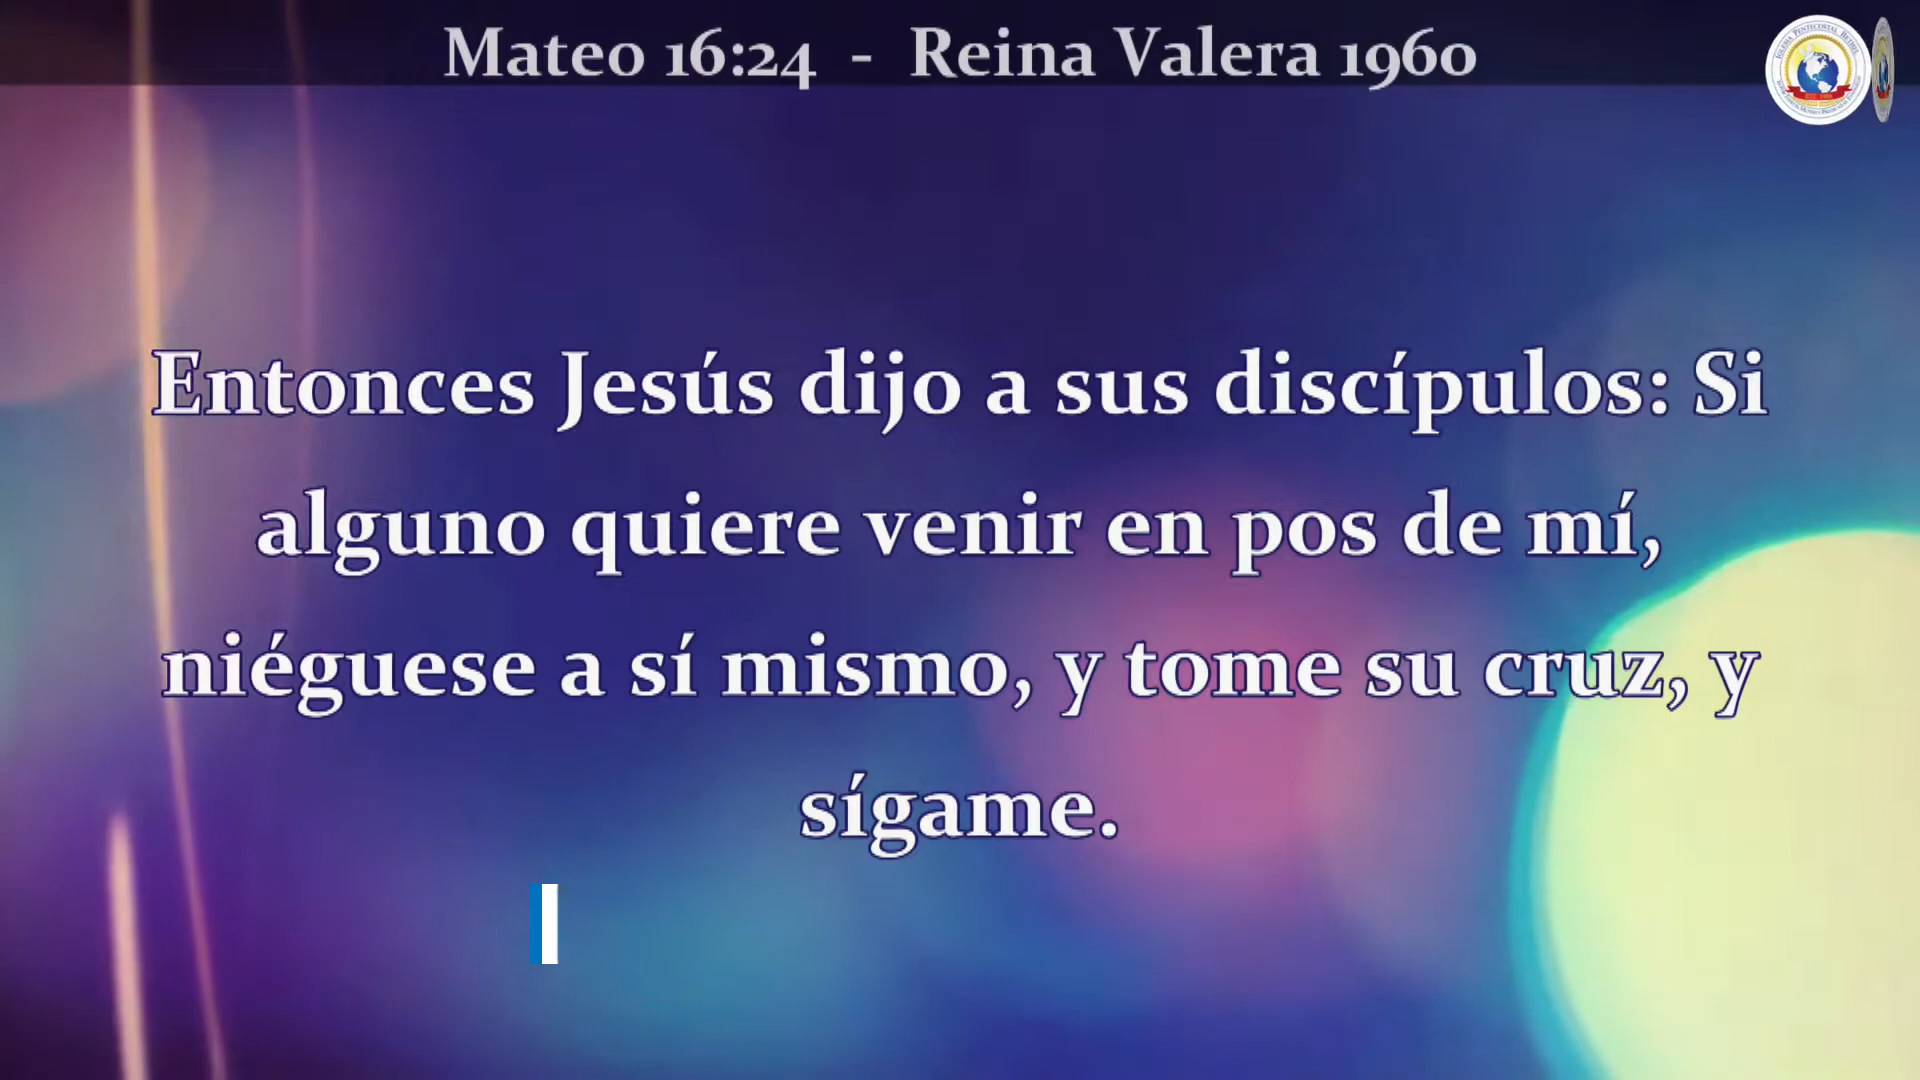 Mateo 16:24 - Reina Valera 1960
Entonces Jesús dijo a sus discípulos: Si
alguno quiere venir en pos de mí,
niéguese a sí mismo, y tome su cruz, y
sígame.